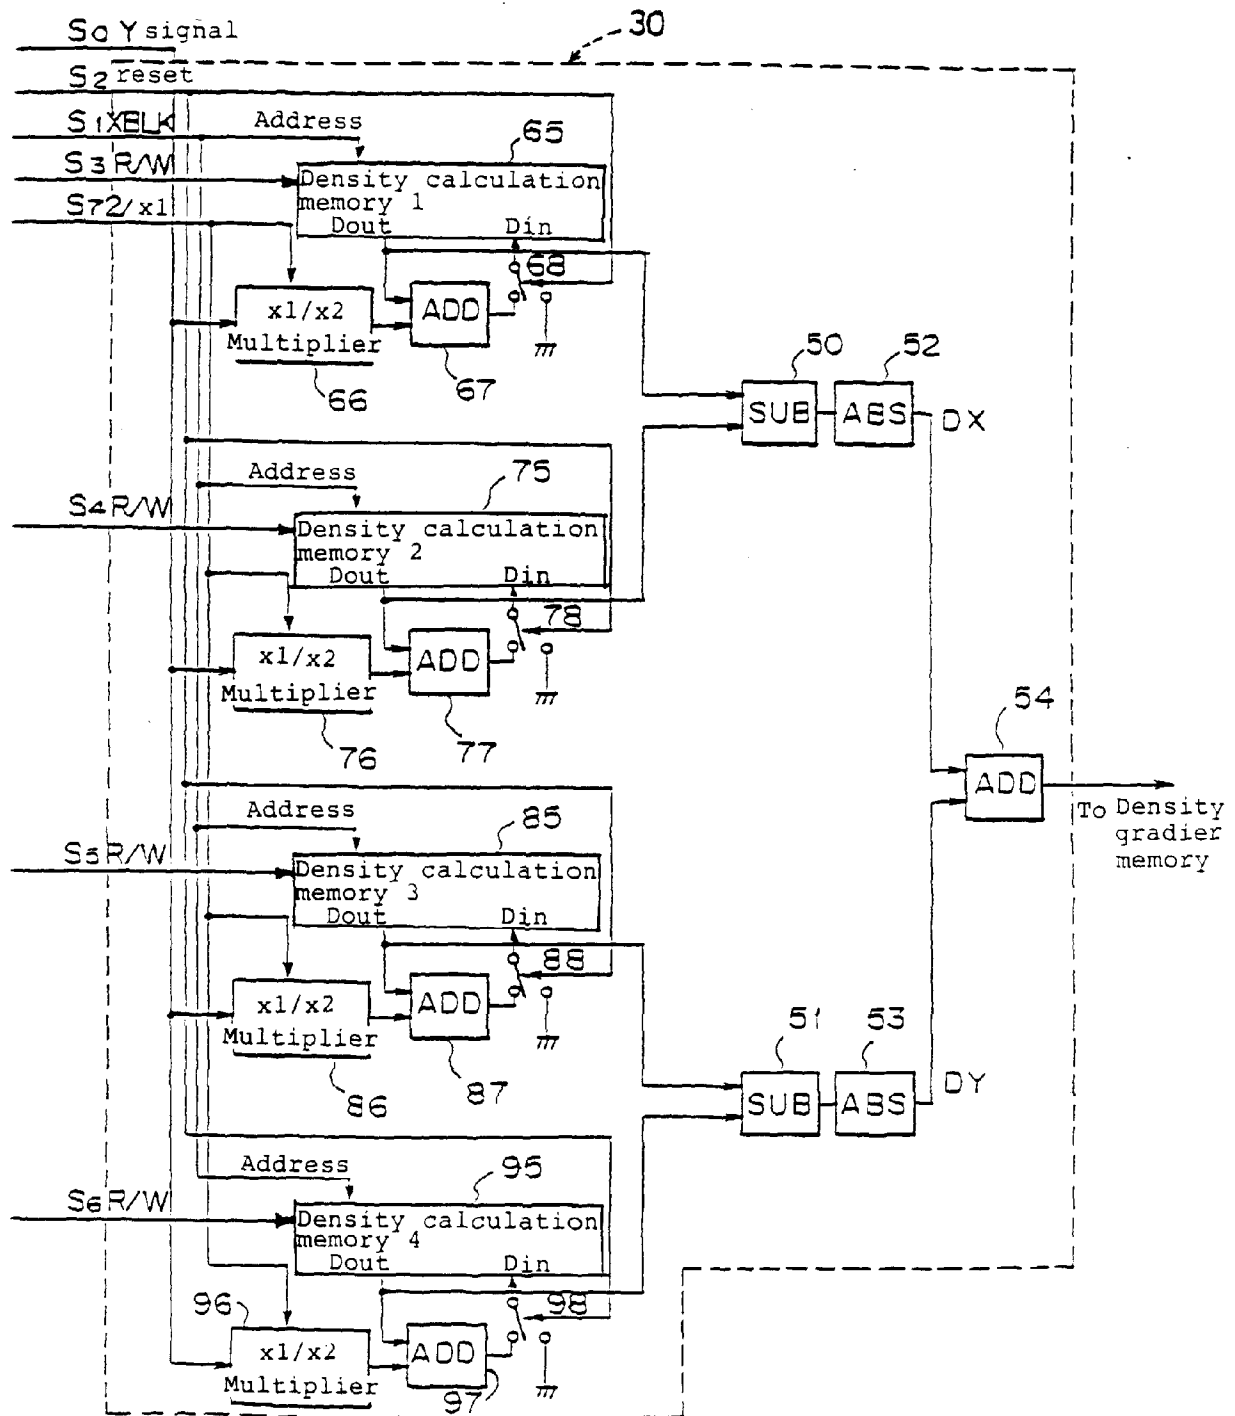 S0 Y signal
30
S2 reset
S1 XBLK
Address
65
S3 R/W
Density calculation
memory 1
S7 2/x1
Dout
Din
68
x1/x2
Multiplier
ADD
66
67
50
52
SUB
ABS
DX
Address
75
S4 R/W
Density calculation
memory 2
Dout
Din
78
x1/x2
Multiplier
ADD
76
77
54
ADD
To Density
gradier
memory
Address
85
S5 R/W
Density calculation
memory 3
Dout
Din
88
x1/x2
Multiplier
ADD
86
87
51
53
SUB
ABS
DY
Address
95
S6 R/W
Density calculation
memory 4
Dout
Din
98
96
x1/x2
Multiplier
ADD
97